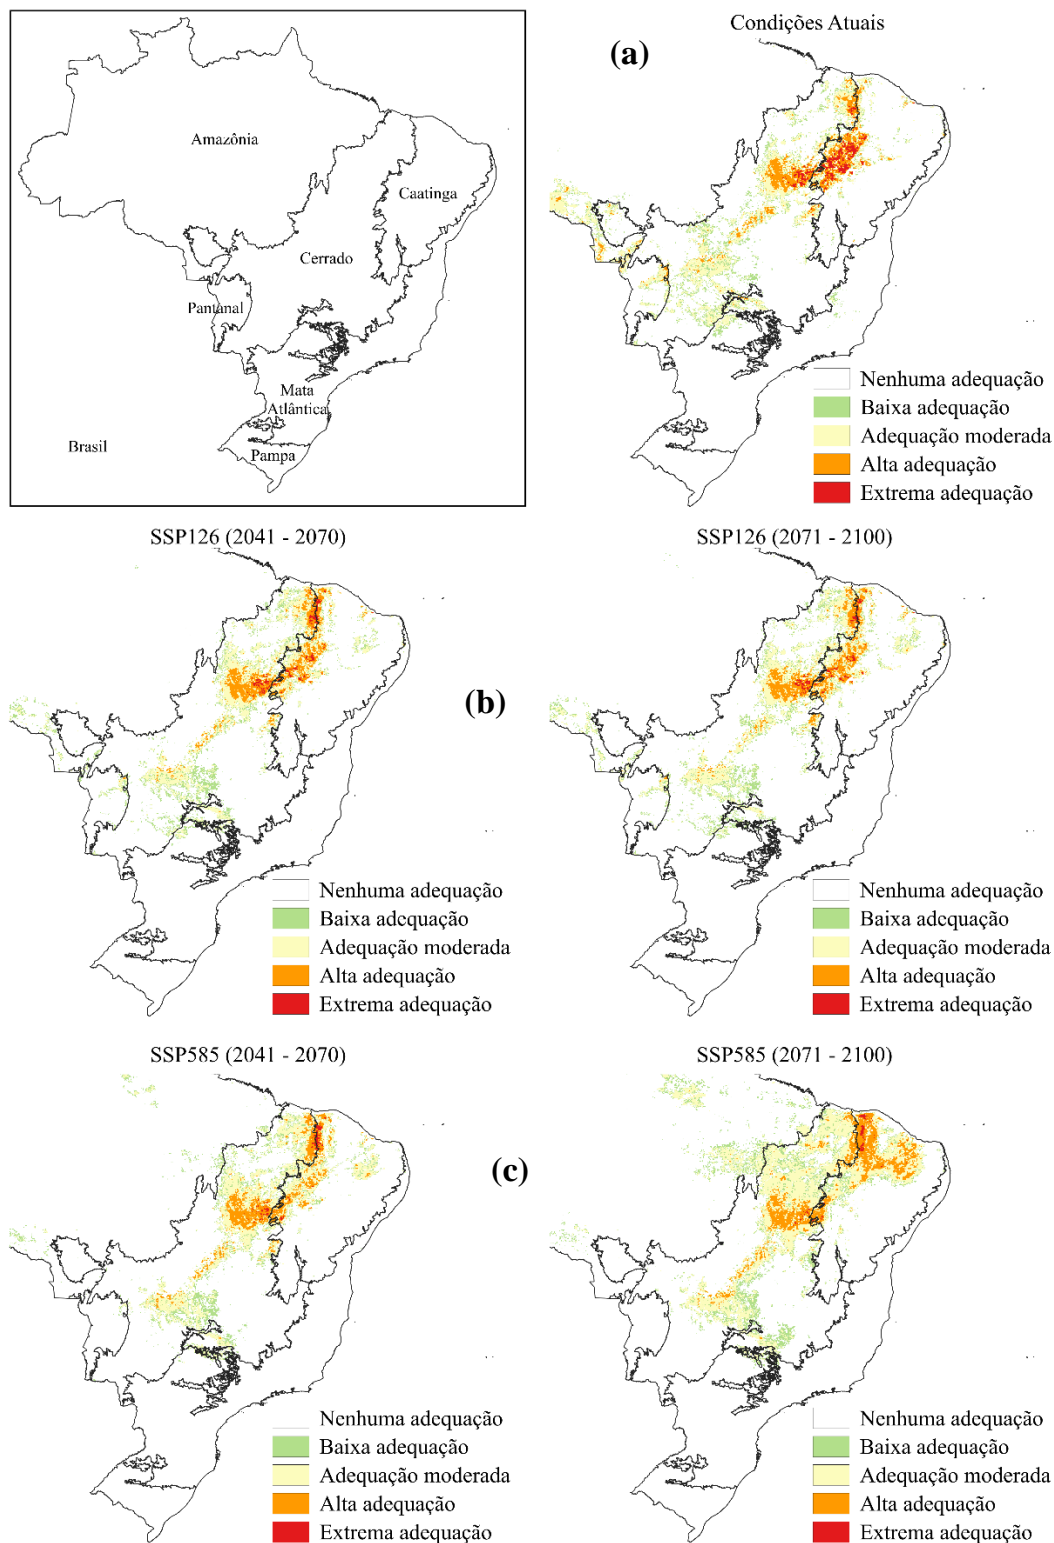 Amazônia
Caatinga
Cerrado
Pantanal
Mata
Atlântica
Brasil
Pampa
Condições Atuais
(a)
Nenhuma adequação
Baixa adequação
Adequação moderada
Alta adequação
Extrema adequação
SSP126 (2041 - 2070)
Nenhuma adequação
Baixa adcquação
Adequação moderada
Alta adequação
Extrema adequação
(b)
SSP126 (2071 - 2100)
Nenhuma adequação
Baixa adcquação
Adequação moderada
Alta adequação
Extrema adequação
SSP585 (2041 - 2070)
Nenhuma adequação
Baixa adequação
Adequação moderada
Alta adequação
Extrema adequação
(c)
SSP585 (2071 - 2100)
Nenhuma adequação
Baixa adequação
Adequação moderada
Alta adequação
Extrema adequação